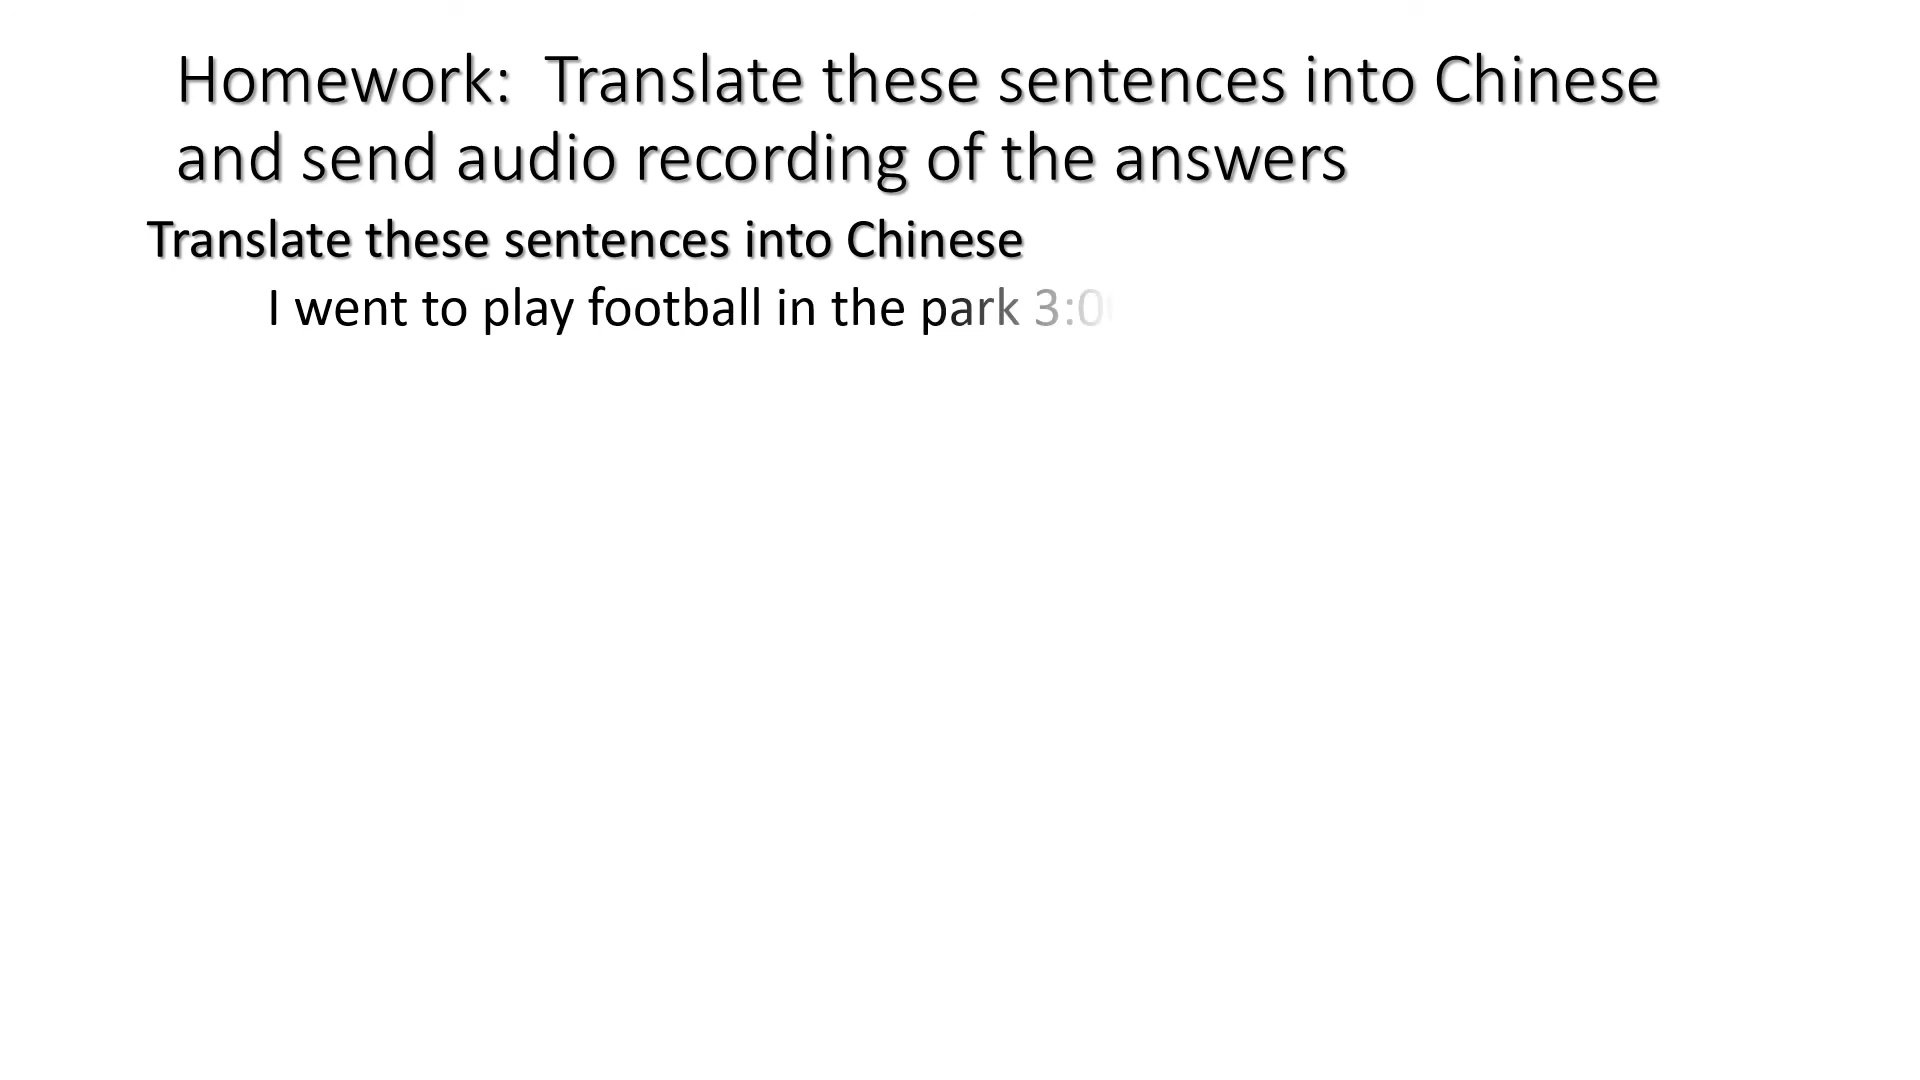 Homework:  Translate these sentences into Chinese
and send audio recording of the answers
Translate these sentences into Chinese
I went to play football in the park